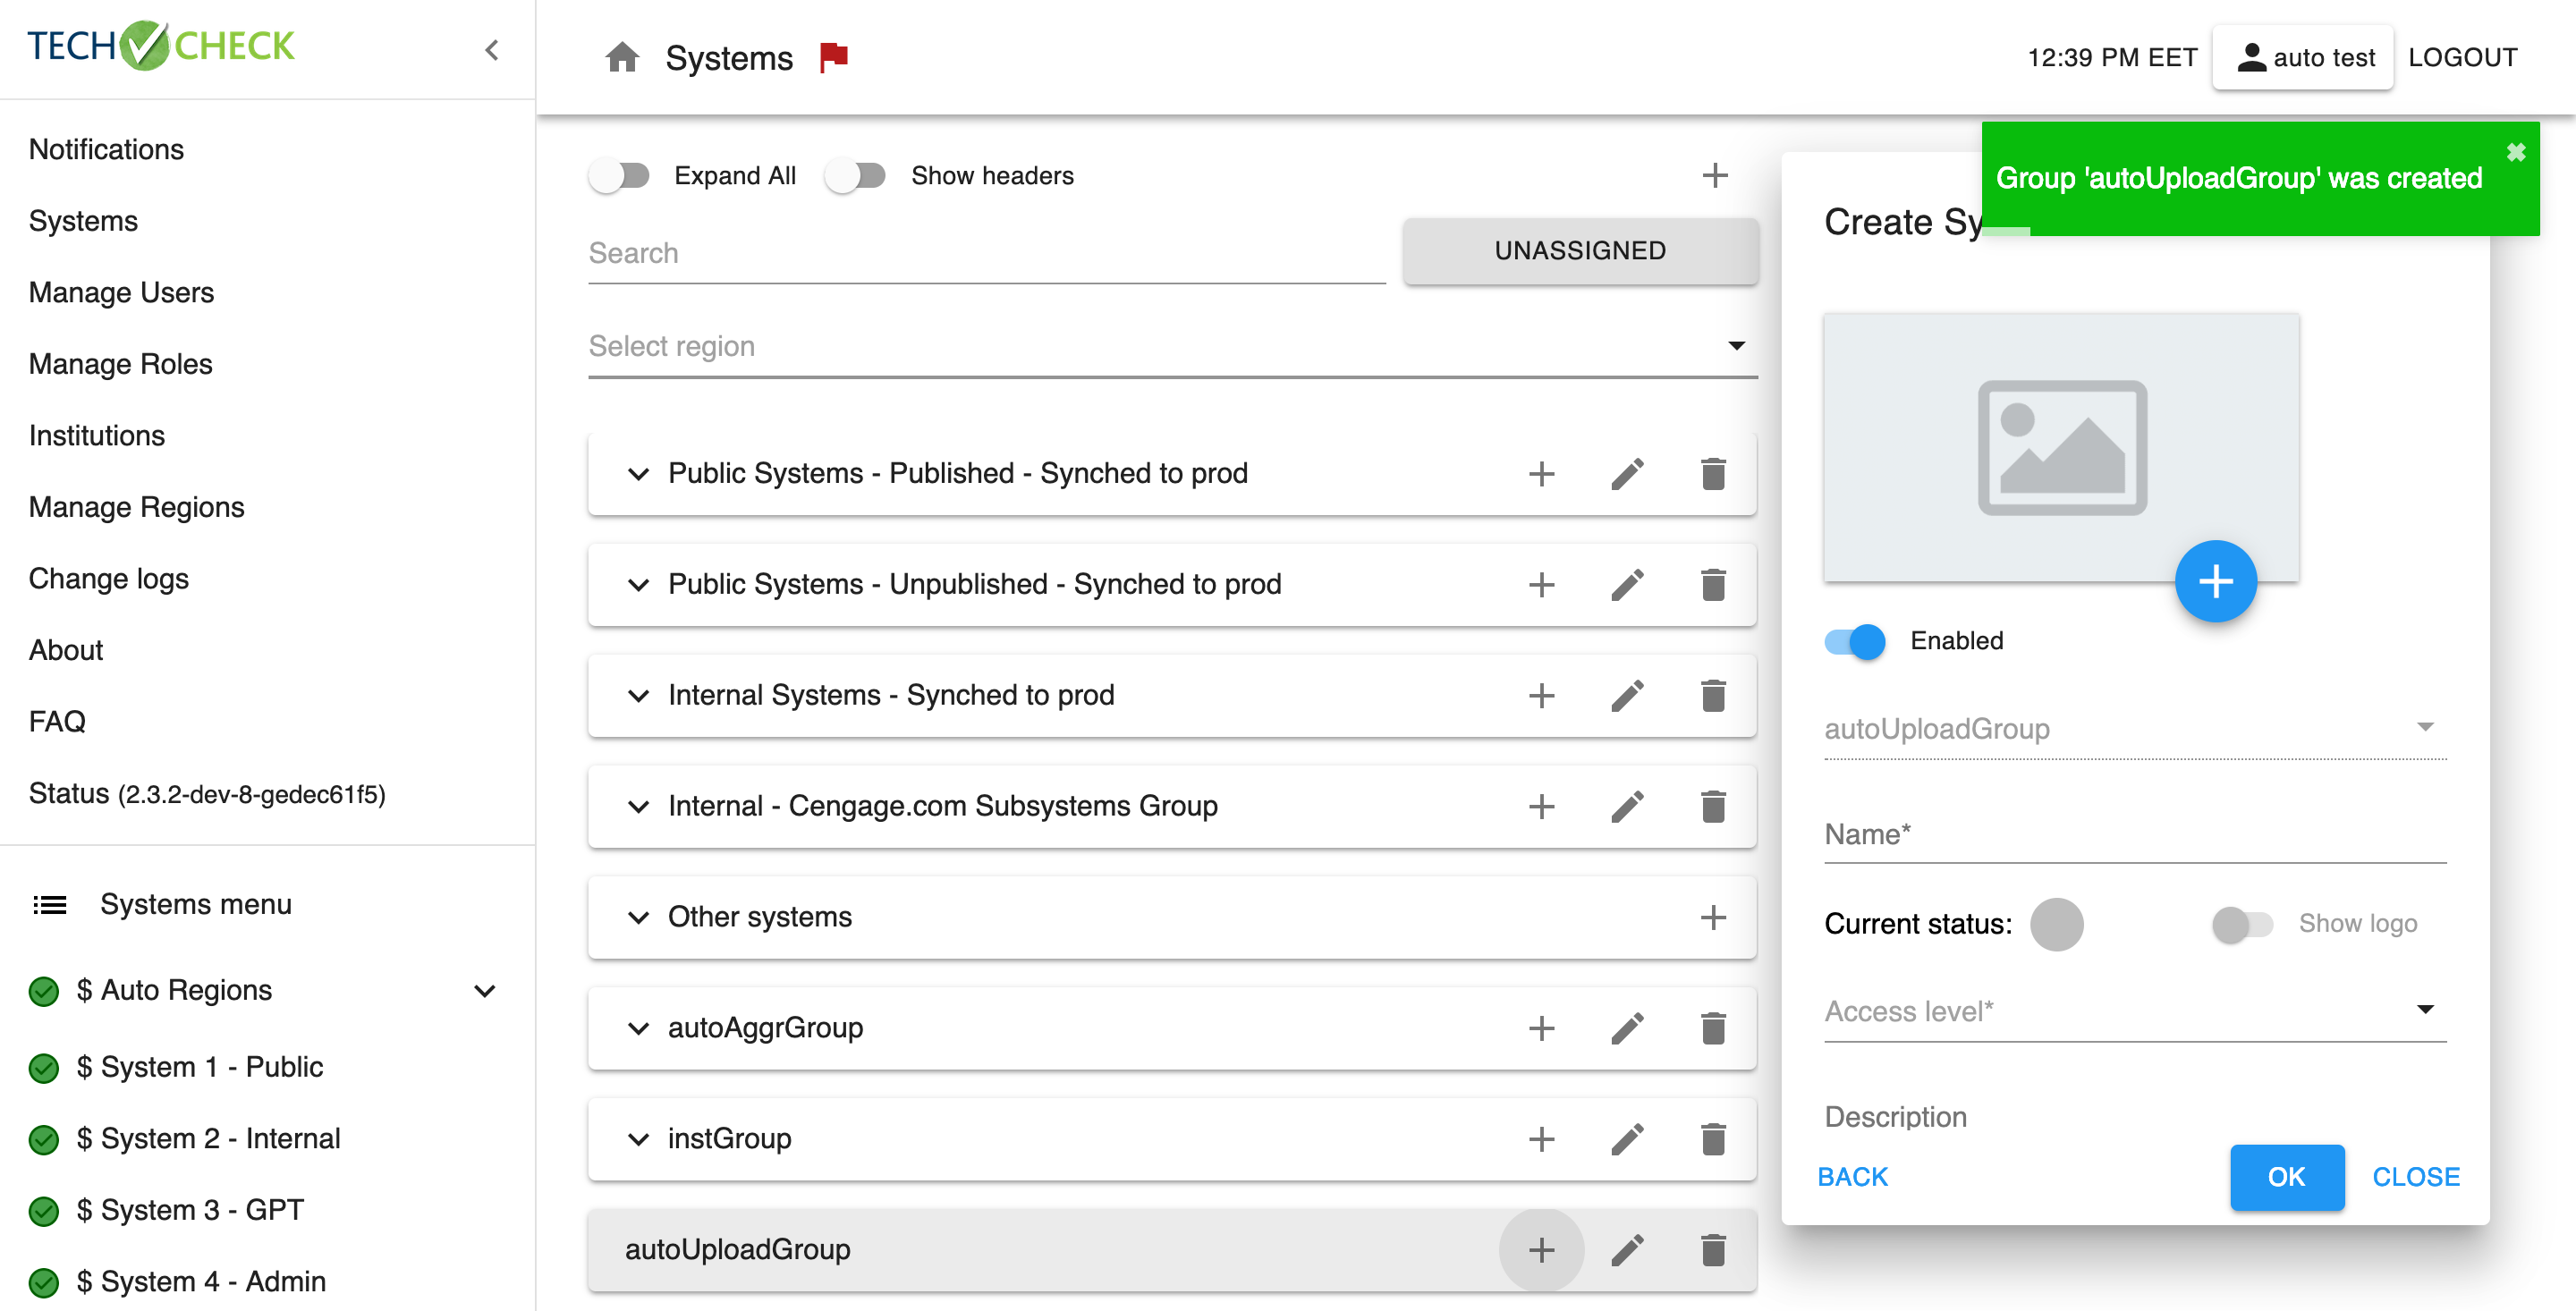 TECH CHECK
Notifications
Systems
Manage Users
Manage Roles
Institutions
Manage Regions
Change logs
About
FAQ
Status (2.3.2-dev-8-gedec61f5)
Systems menu
$ Auto Regions
$ System 1 - Public
$ System 2 - Internal
$ System 3 - GPT
$ System 4 - Admin
Systems
12:39 PM EET
auto test
LOGOUT
Expand All
Show headers
Search
UNASSIGNED
Select region
Public Systems - Published - Synched to prod
Public Systems - Unpublished - Synched to prod
Internal Systems - Synched to prod
Internal - Cengage.com Subsystems Group
Other systems
autoAggrGroup
instGroup
autoUploadGroup
Group 'autoUploadGroup' was created
Create Sy
Enabled
autoUploadGroup
Name*
Current status:
Show logo
Access level*
Description
BACK
OK
CLOSE